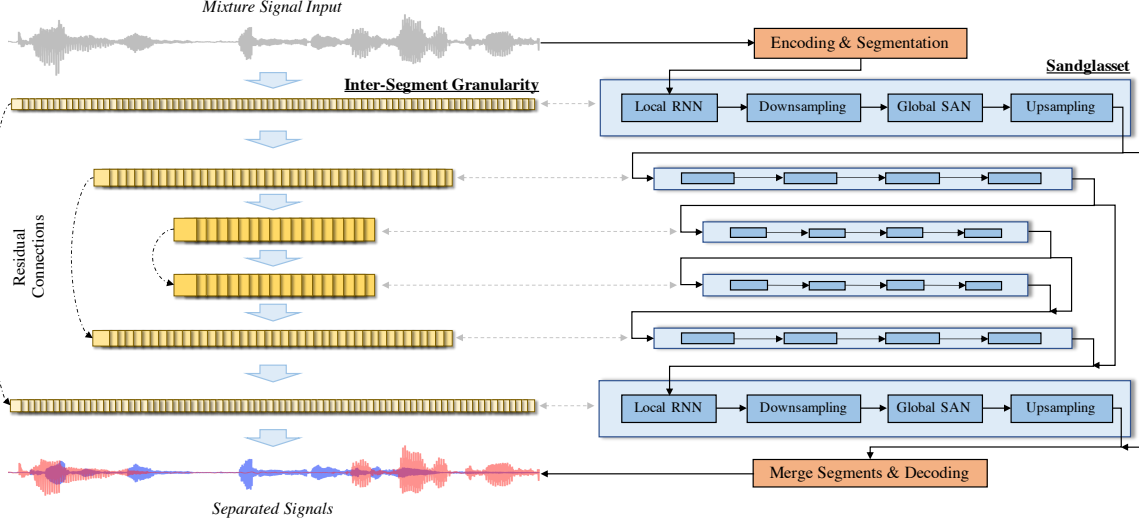 Mixture Signal Input
Encoding & Segmentation
Inter-Segment Granularity
Sandglasset
Local RNN
Downsampling
Global SAN
Upsampling
Residual
Connections
Local RNN
Downsampling
Global SAN
Upsampling
Merge Segments & Decoding
Separated Signals